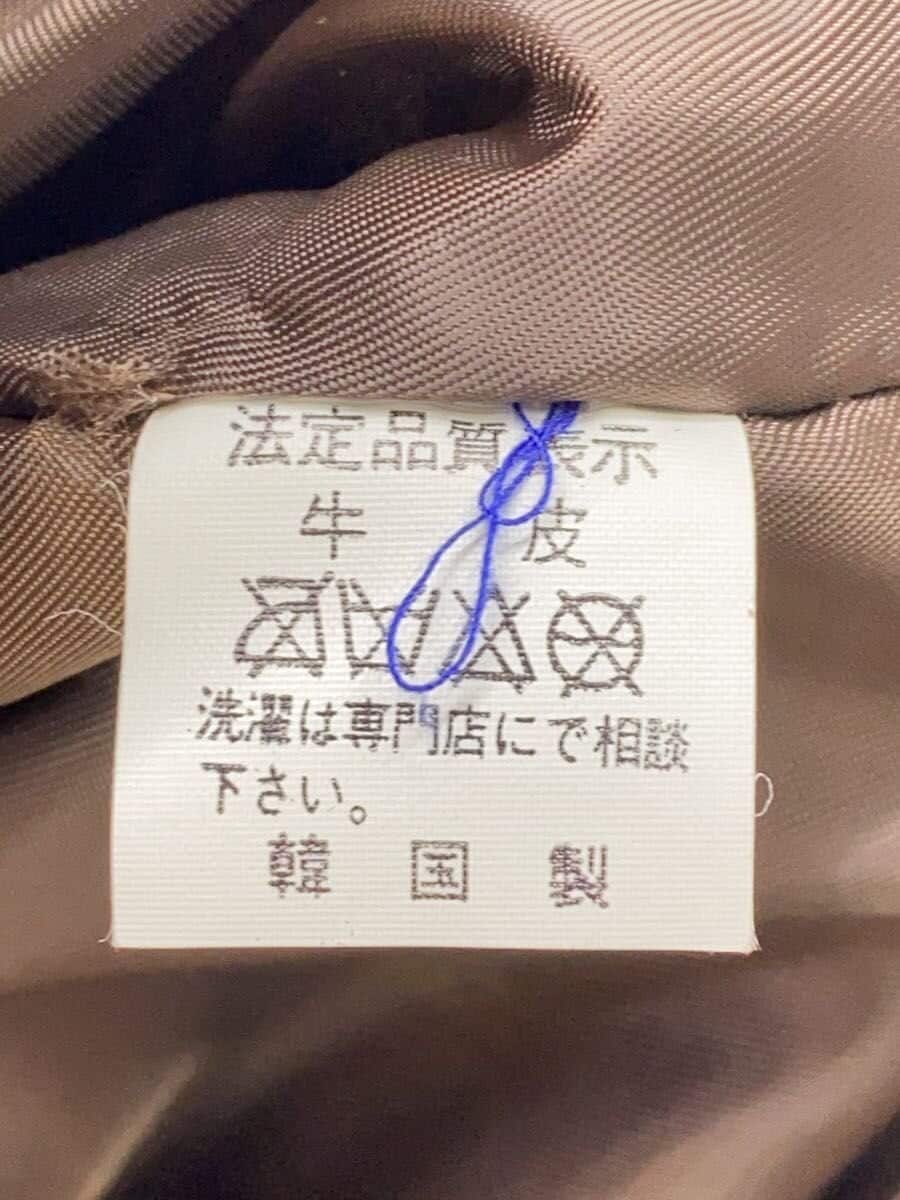 法定品質表示
牛 皮
洗濯は専門店にで相談
下さい。
韓国製